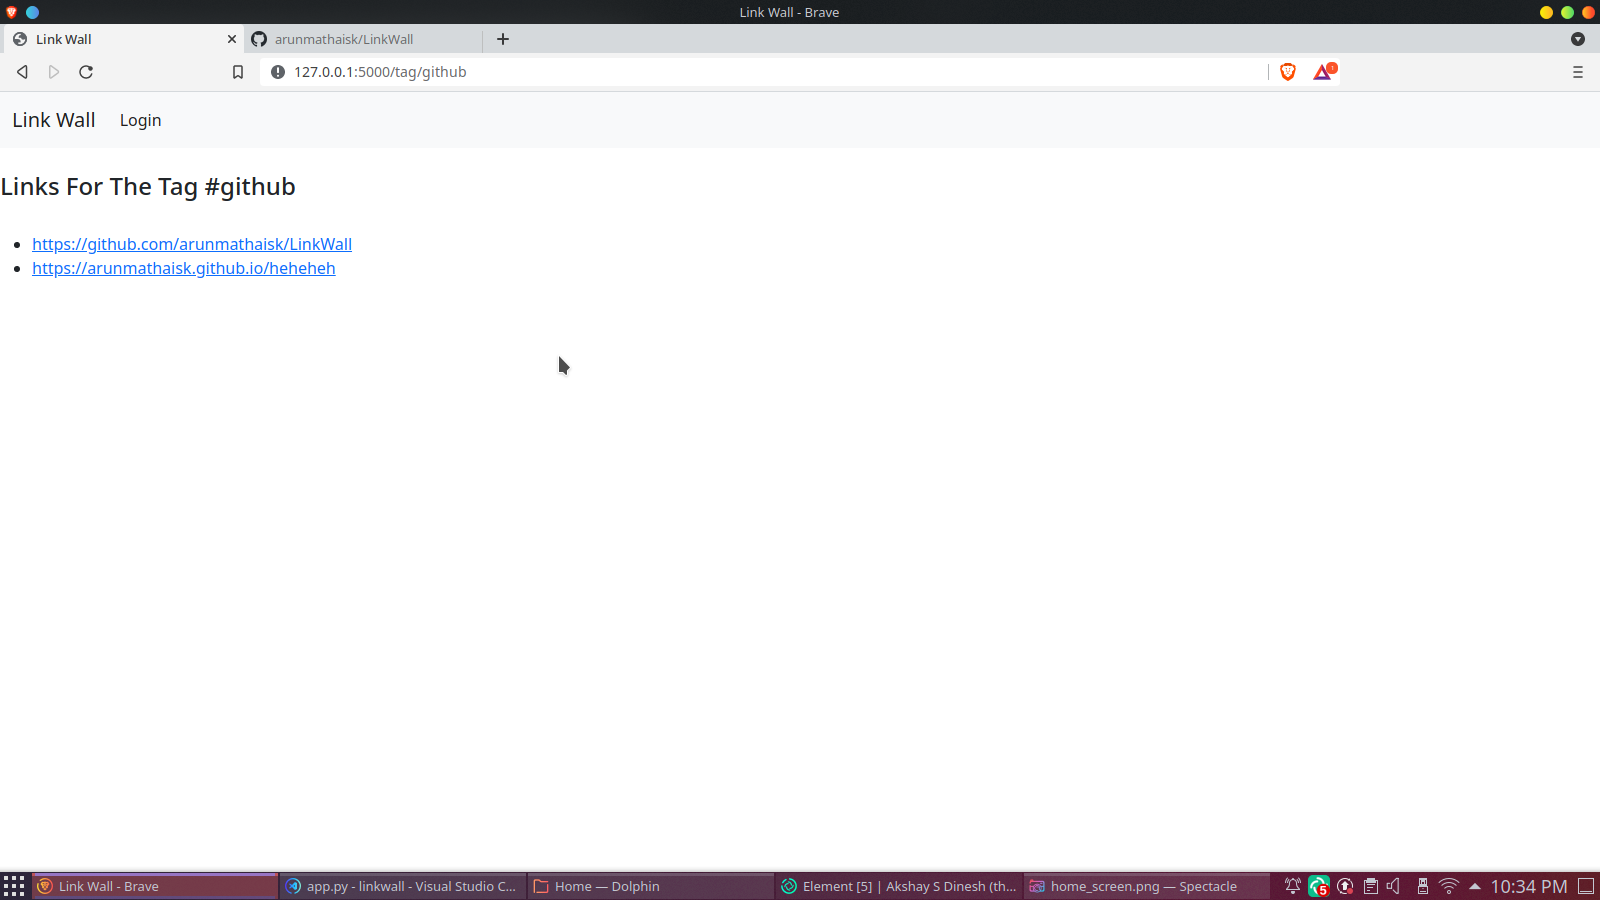 Link Wall - Brave
Link Wall
arunmathaisk/LinkWall
127.0.0.1:5000/tag/github
Link Wall Login
Links For The Tag #github
https://github.com/arunmathaisk/LinkWall
https://arunmathaisk.github.io/heheheh
Link Wall - Brave
app.py - linkwall - Visual Studio C...
Home — Dolphin
Element [5] | Akshay S Dinesh (th...
home_screen.png — Spectacle
5
10:34 PM